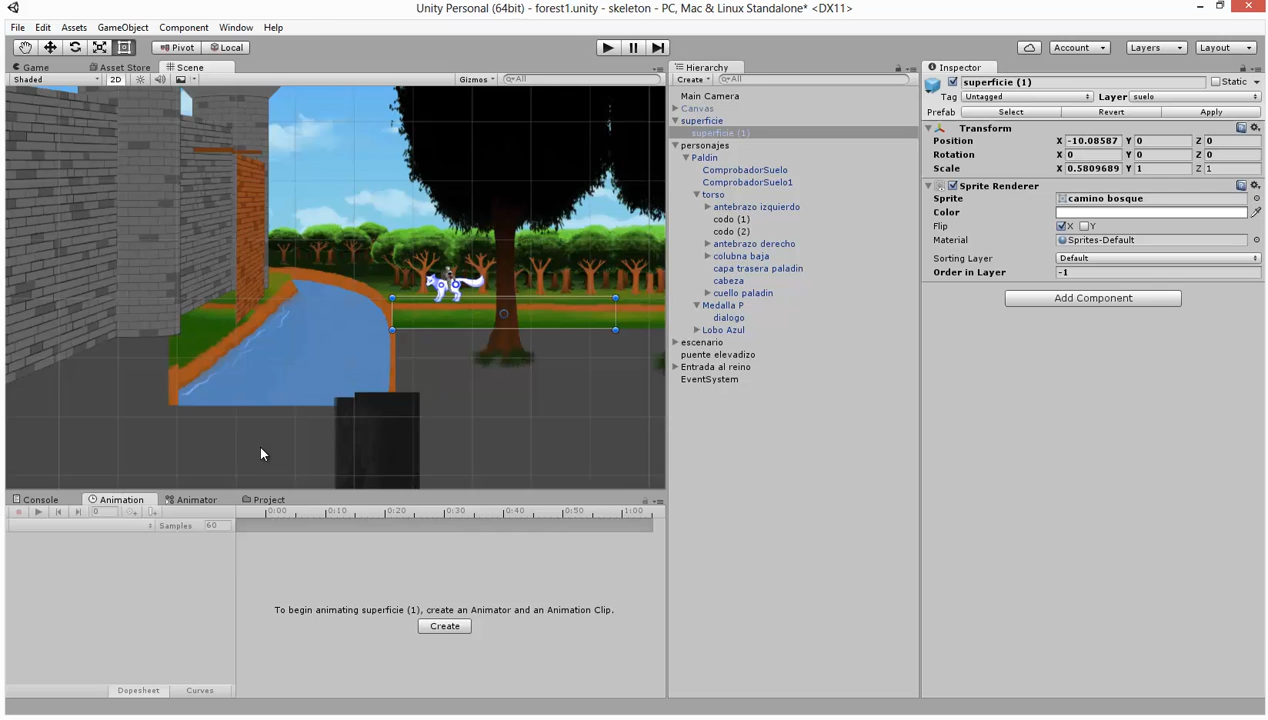 Unity Personal (64bit) - forest1.unity - skeleton - PC, Mac & Linux Standalone* <DX11>
File Edit Assets GameObject Component Window Help
Pivot Local Account Layers Layout
Game Asset Store Scene
Shaded 2D Gizmos All
Hierarchy
Create All
Main Camera
Canvas
superficie
superficie (1)
personajes
Paldin
ComprobadorSuelo
ComprobadorSuelo1
torso
antebrazo izquierdo
codo (1)
codo (2)
antebrazo derecho
colubna baja
capa trasera paladin
cabeza
cuello paladin
Medalla P
dialogo
Lobo Azul
escenario
puente elevadizo
Entrada al reino
EventSystem
Inspector
superficie (1) Static
Tag Untagged Layer suelo
Prefab Select Revert Apply
Transform
Position X -10.08587 Y 0 Z 0
Rotation X 0 Y 0 Z 0
Scale X 0.5809689 Y 1 Z 1
Sprite Renderer
Sprite camino bosque
Color
Flip X Y
Material Sprites-Default
Sorting Layer Default
Order in Layer -1
Add Component
Console Animation Animator Project
0 0:00 0:10 0:20 0:30 0:40 0:50 1:00
Samples 60
To begin animating superficie (1), create an Animator and an Animation Clip.
Create
Dopesheet Curves